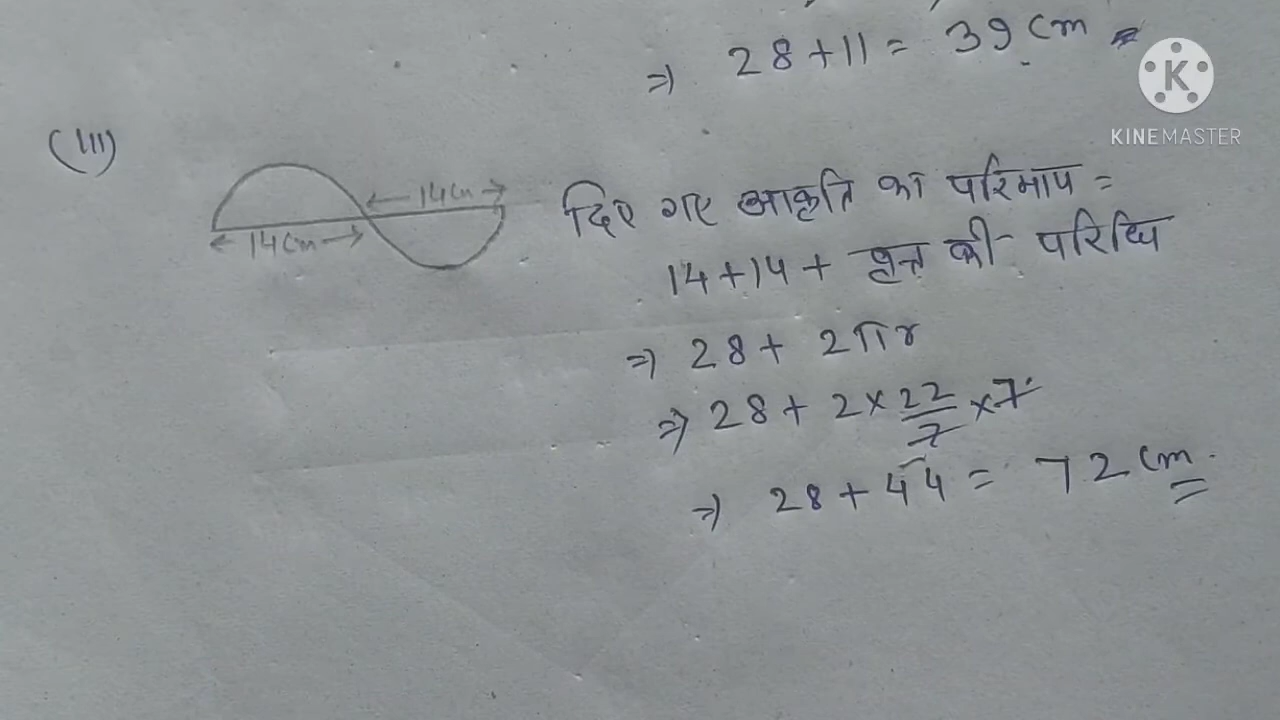 ⇒ 28+11 = 39 cm
KINEMASTER
(III)
14cm
14cm
दिए गए आकृति का परिमाप =
14+14+ वृत्त की परिधि
⇒ 28+ 2πr
⇒ 28+ 2×22/7×7
⇒ 28+44 = 72 cm.